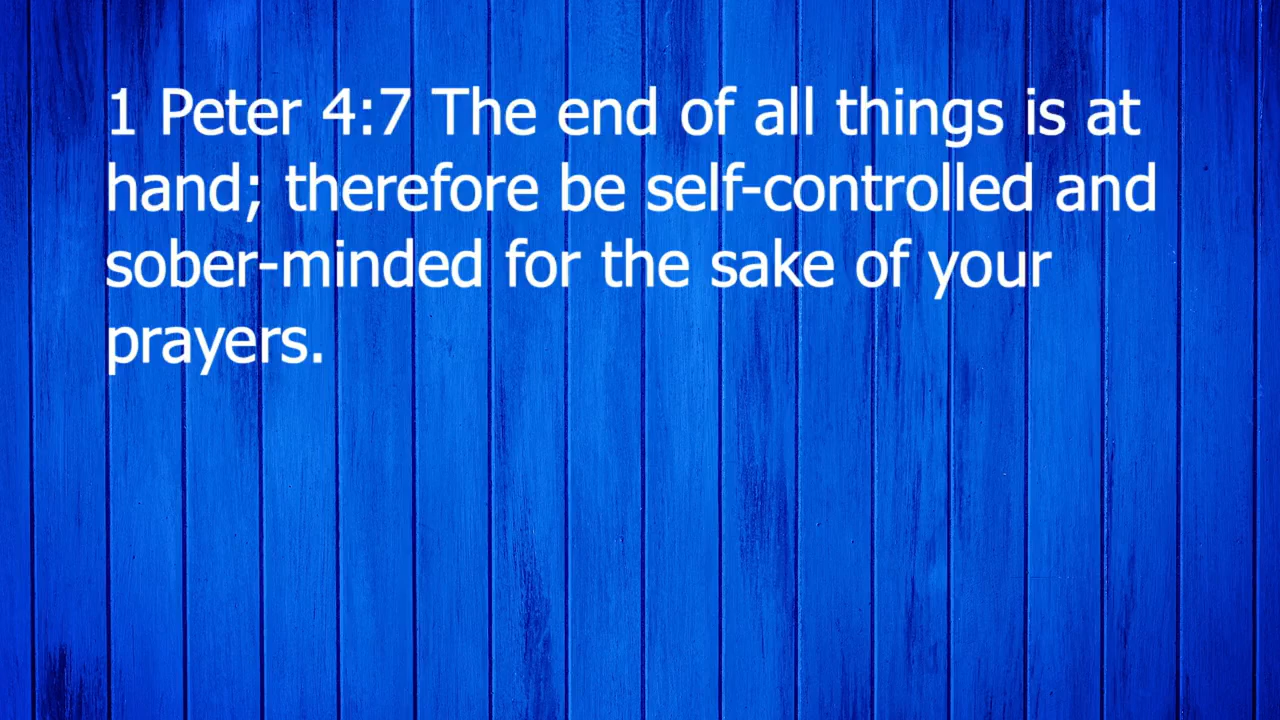 1 Peter 4:7 The end of all things is at
hand; therefore be self-controlled and
sober-minded for the sake of your
prayers.